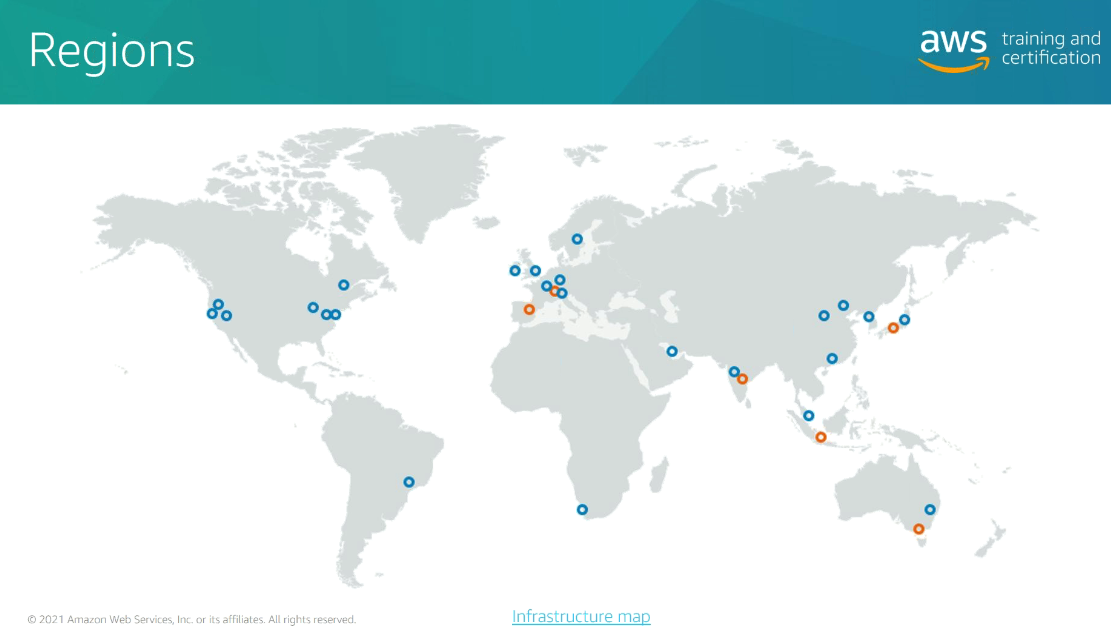 Regions
aws
training and
certification
© 2021 Amazon Web Services, Inc. or its affiliates. All rights reserved.
Infrastructure map